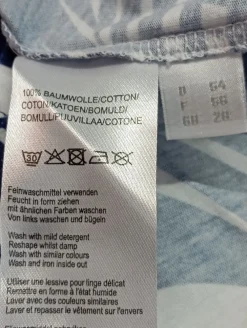 100% BAUMWOLLE/COTTON/
COTON/KATOEN/BOMULD/
BOMULL/PUUVILLAA/COTONE
D 54
F 56
GB 28
30
Feinwaschmittel verwenden
Feucht in form ziehen
mit ähnlichen Farben waschen
Von links waschen und bügeln
Wash with mild detergent
Reshape whilst damp
Wash with similar colours
Wash and iron inside out
Utiliser une lessive pour linge délicat
Remettre en forme à l'état humide
Laver avec des couleurs similaires
Laver et repasser le vêtement sur l'envers